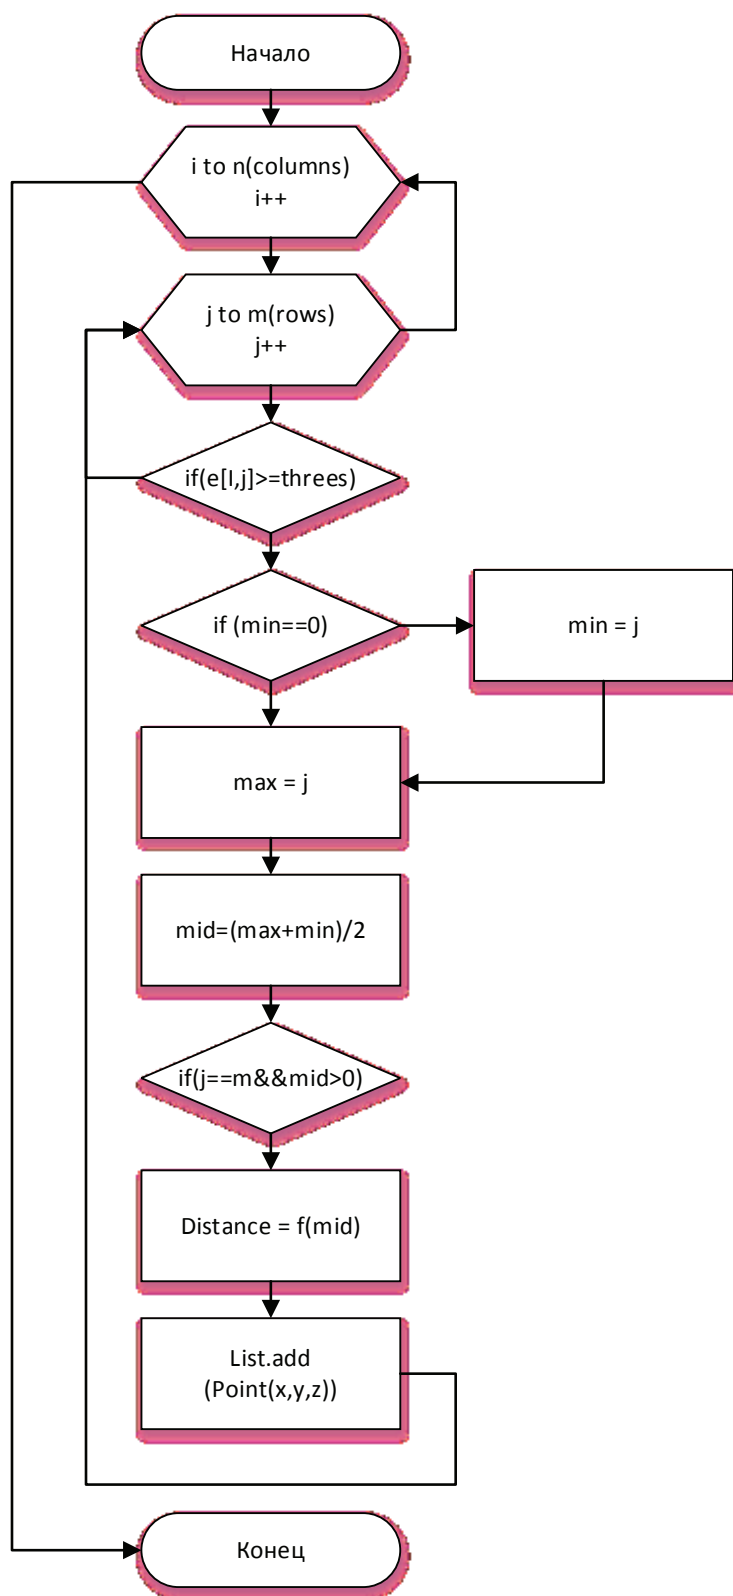 Начало
i to n(columns)
i++
j to m(rows)
j++
if(e[I,j]>=threes)
if (min==0)
min = j
max = j
mid=(max+min)/2
if(j==m&&mid>0)
Distance = f(mid)
List.add
(Point(x,y,z))
Конец